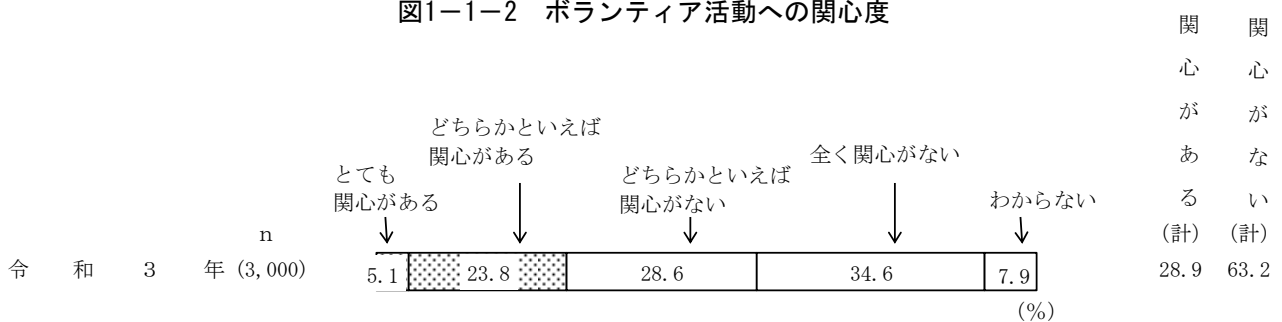 図1－1－2　ボランティア活動への関心度
関心がある(計)
関心がない(計)
とても
関心がある
どちらかといえば
関心がある
どちらかといえば
関心がない
全く関心がない
わからない
n
令和3年(3,000)
5.1 23.8 28.6 34.6 7.9 28.9 63.2
(%)